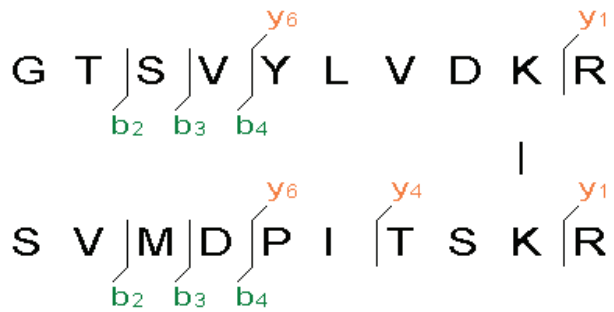 y6 y1
G T S V Y L V D K R
b2 b3 b4
y6 y4 y1
S V M D P I T S K R
b2 b3 b4